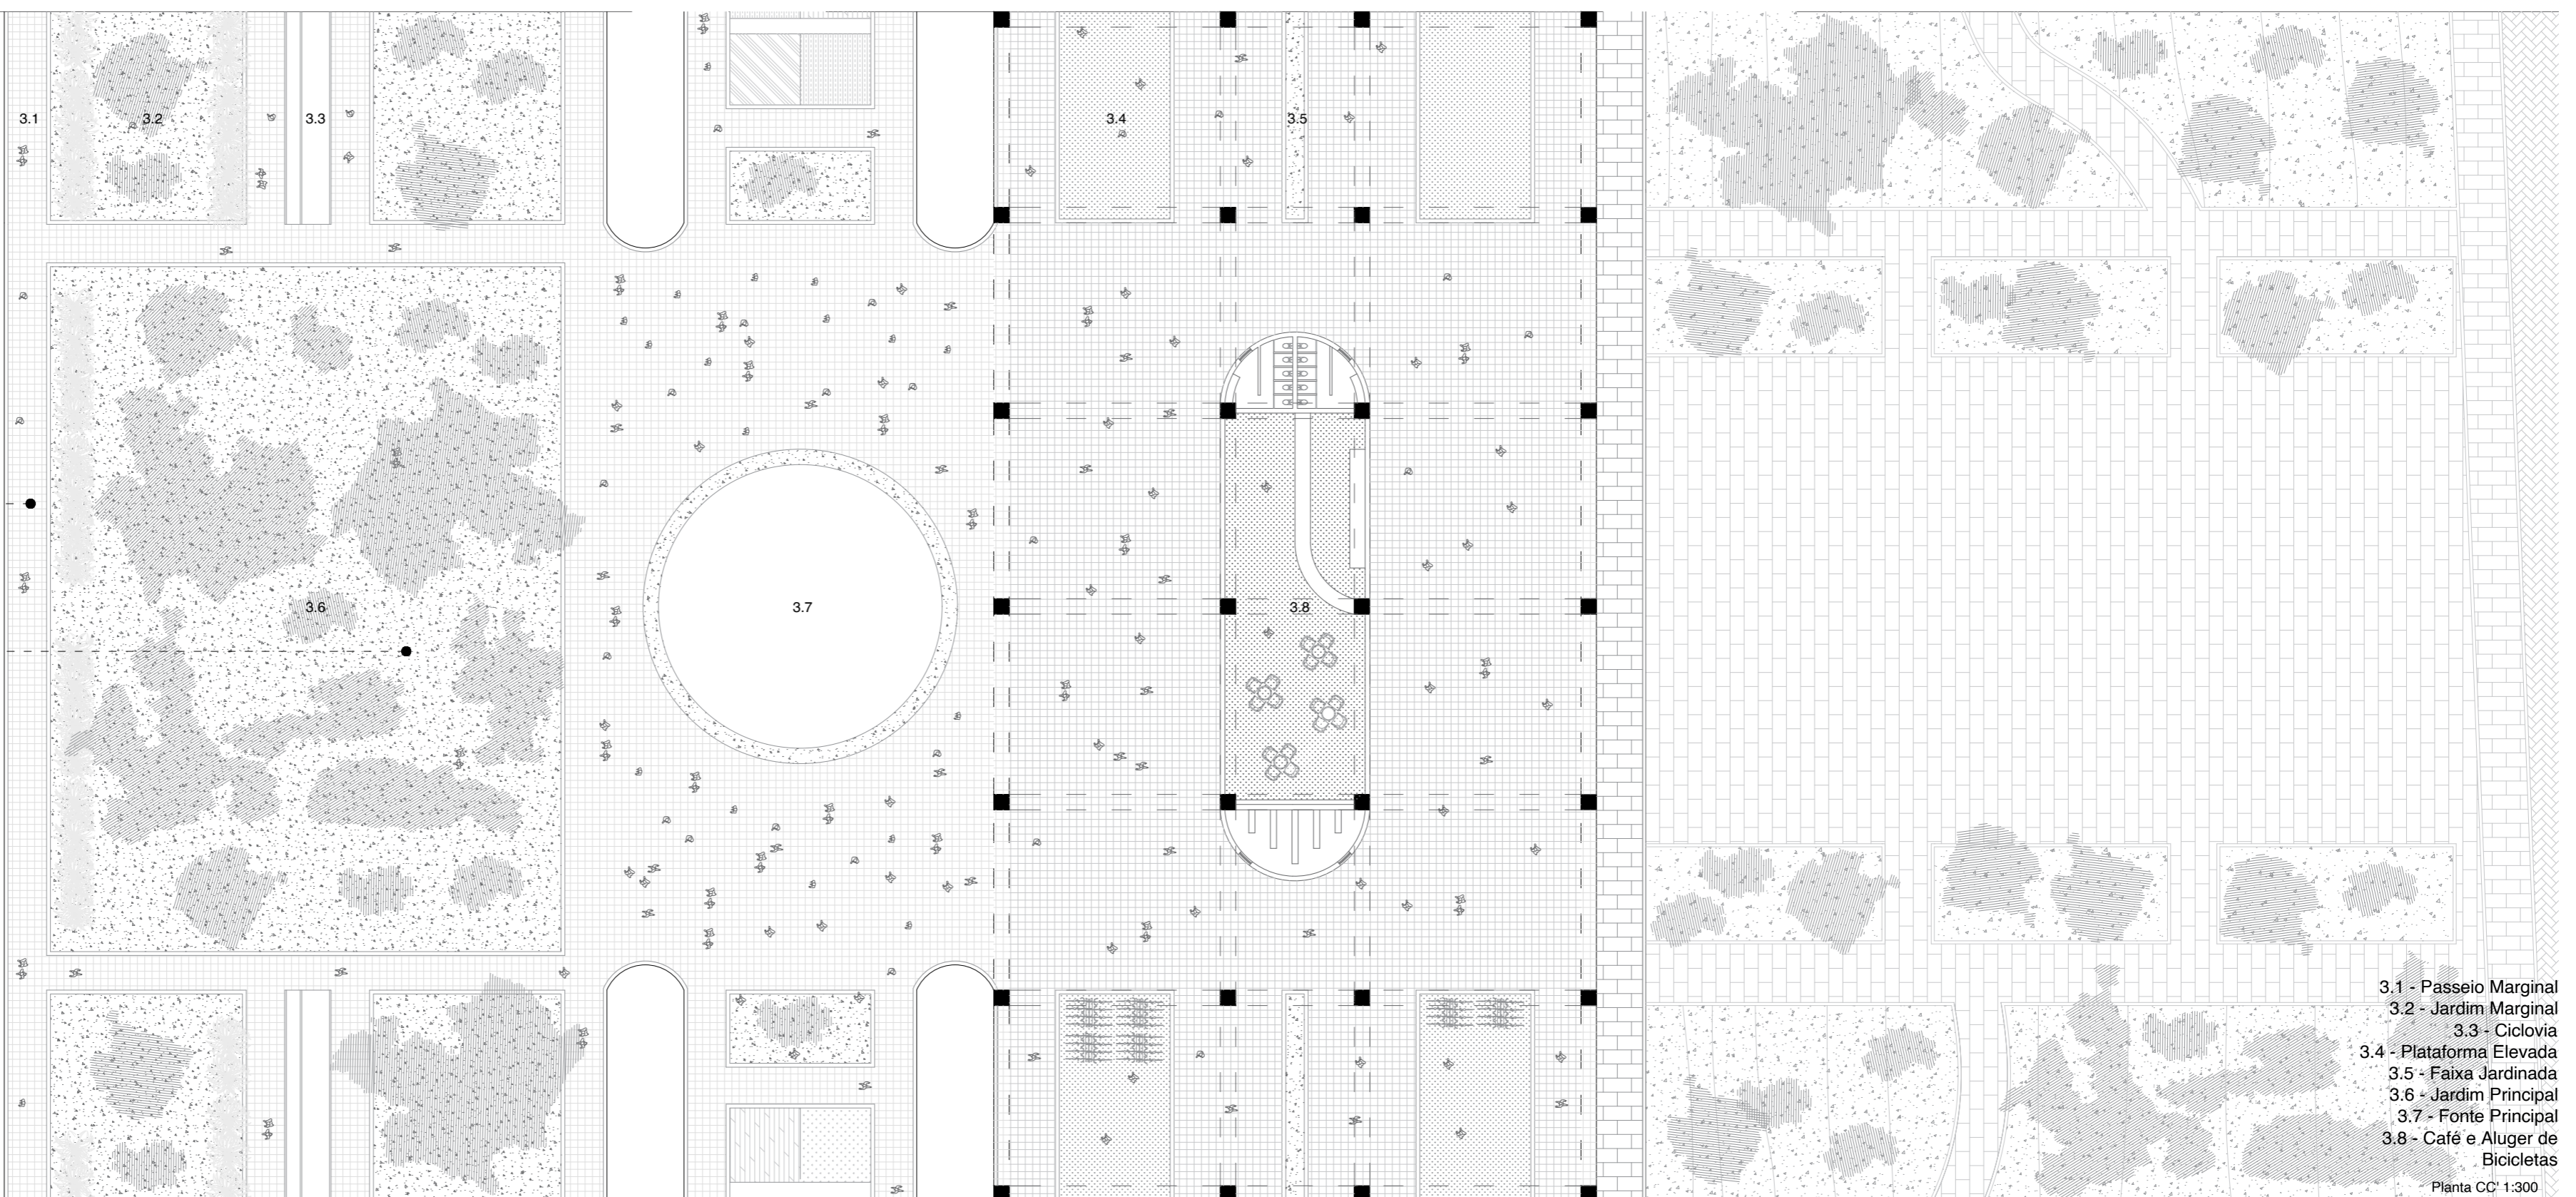 3.1
3.2
3.3
3.4
3.5
3.6
3.7
3.8
3.1 - Passeio Marginal
3.2 - Jardim Marginal
3.3 - Ciclovia
3.4 - Plataforma Elevada
3.5 - Faixa Jardinada
3.6 - Jardim Principal
3.7 - Fonte Principal
3.8 - Café e Aluger de
Bicicletas
Planta CC' 1:300